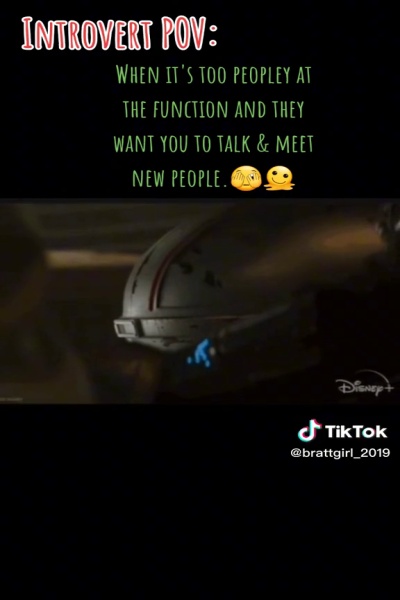 Introvert POV:
When it's too peopley at
the function and they
want you to talk & meet
new people.🫣🫠
Disney+
TikTok
@brattgirl_2019